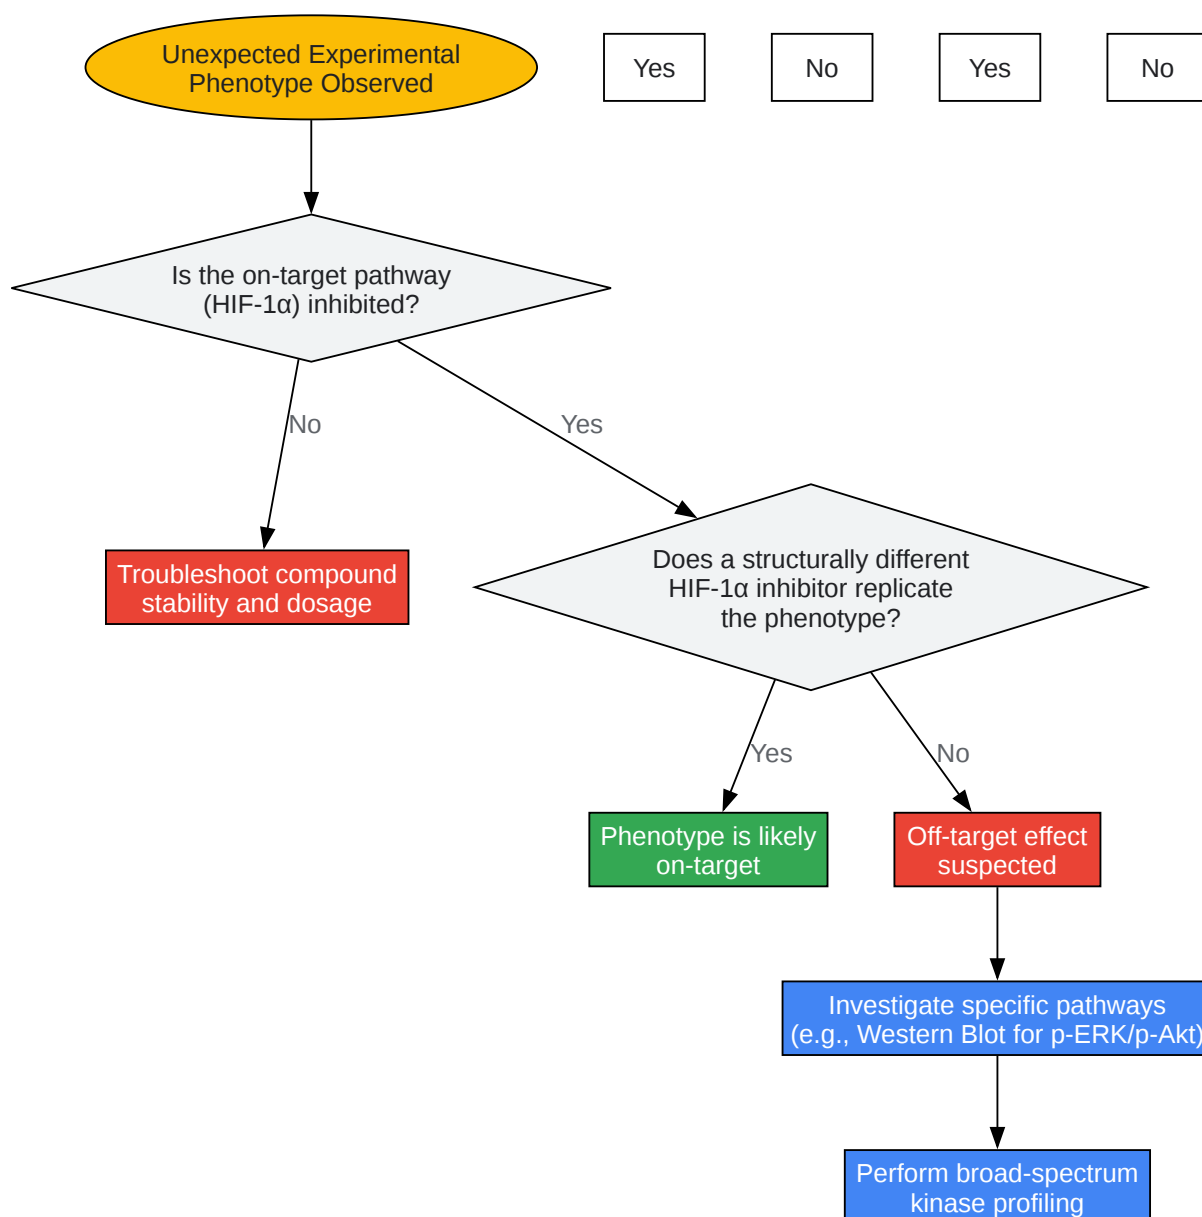 Unexpected Experimental
Phenotype Observed
Yes
No
Yes
No
Is the on-target pathway
(HIF-1α) inhibited?
No
Yes
Does a structurally different
HIF-1α inhibitor replicate
the phenotype?
Troubleshoot compound
stability and dosage
Yes
No
Phenotype is likely
on-target
Off-target effect
suspected
Investigate specific pathways
(e.g., Western Blot for p-ERK/p-Akt)
Perform broad-spectrum
kinase profiling